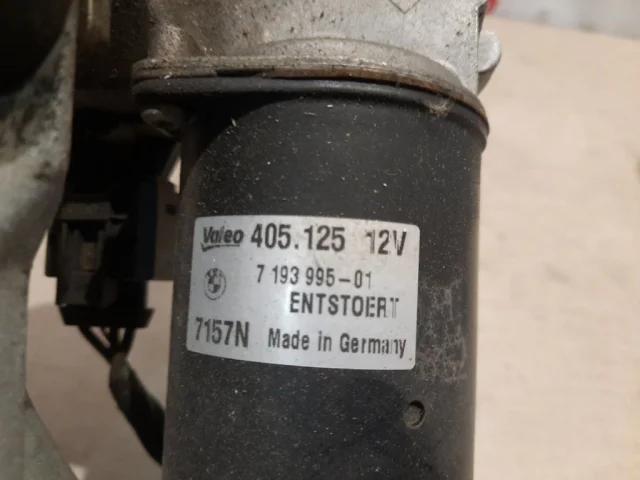 Valeo 405.125 12V
7 193 995-01
ENTSTOERT
7157N Made in Germany